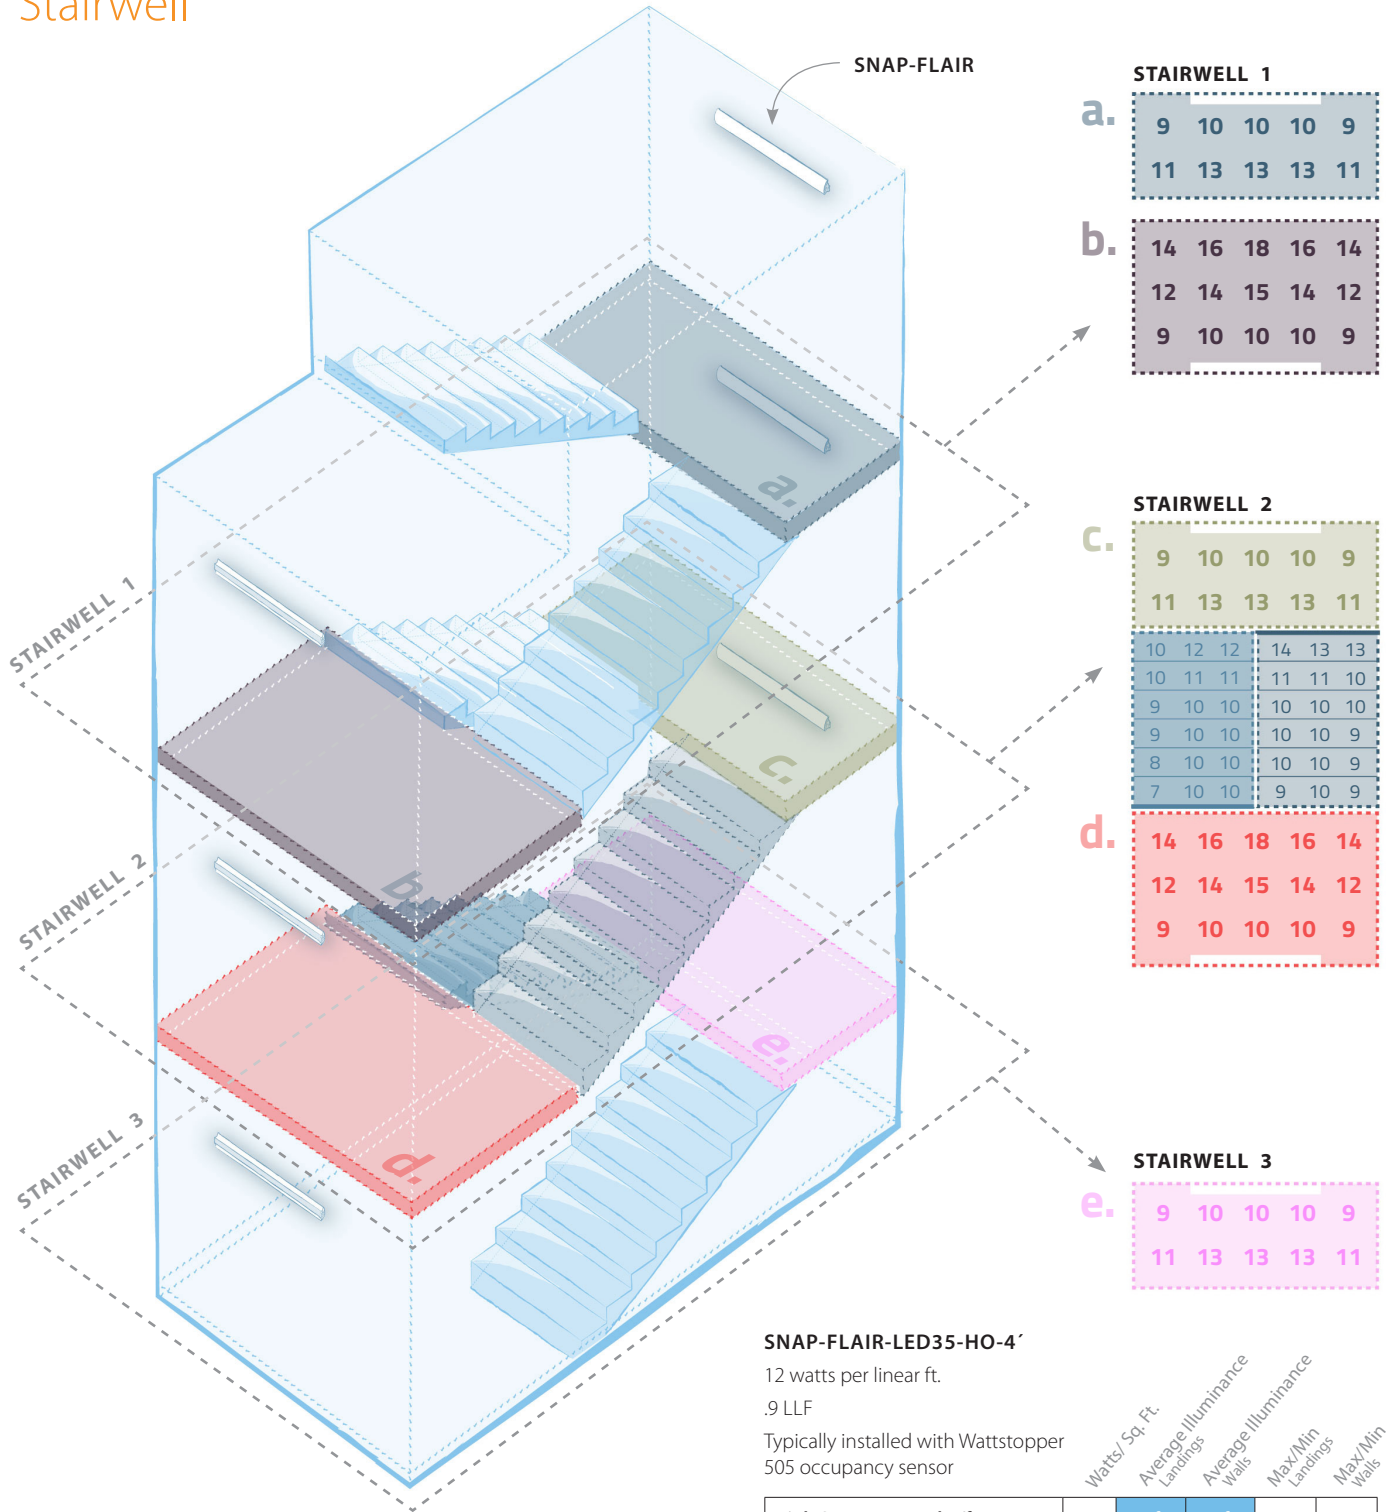 Stairwell
SNAP-FLAIR
STAIRWELL 1
a.
9 10 10 10 9
11 13 13 13 11
b.
14 16 18 16 14
12 14 15 14 12
9 10 10 10 9
STAIRWELL 2
c.
9 10 10 10 9
11 13 13 13 11
10 12 12 14 13 13
10 11 11 11 11 10
9 10 10 10 10 10
9 10 10 10 10 9
8 10 10 10 10 9
7 10 10 9 10 9
d.
14 16 18 16 14
12 14 15 14 12
9 10 10 10 9
STAIRWELL 3
e.
9 10 10 10 9
11 13 13 13 11
a.
STAIRWELL 1
c.
b.
STAIRWELL 2
e.
d.
STAIRWELL 3
SNAP-FLAIR-LED35-HO-4′
12 watts per linear ft.
.9 LLF
Typically installed with Wattstopper
505 occupancy sensor
Watts/ Sq. Ft.
Average Illuminance
Landings
Average Illuminance
Walls
Max/Min
Landings
Max/Min
Walls